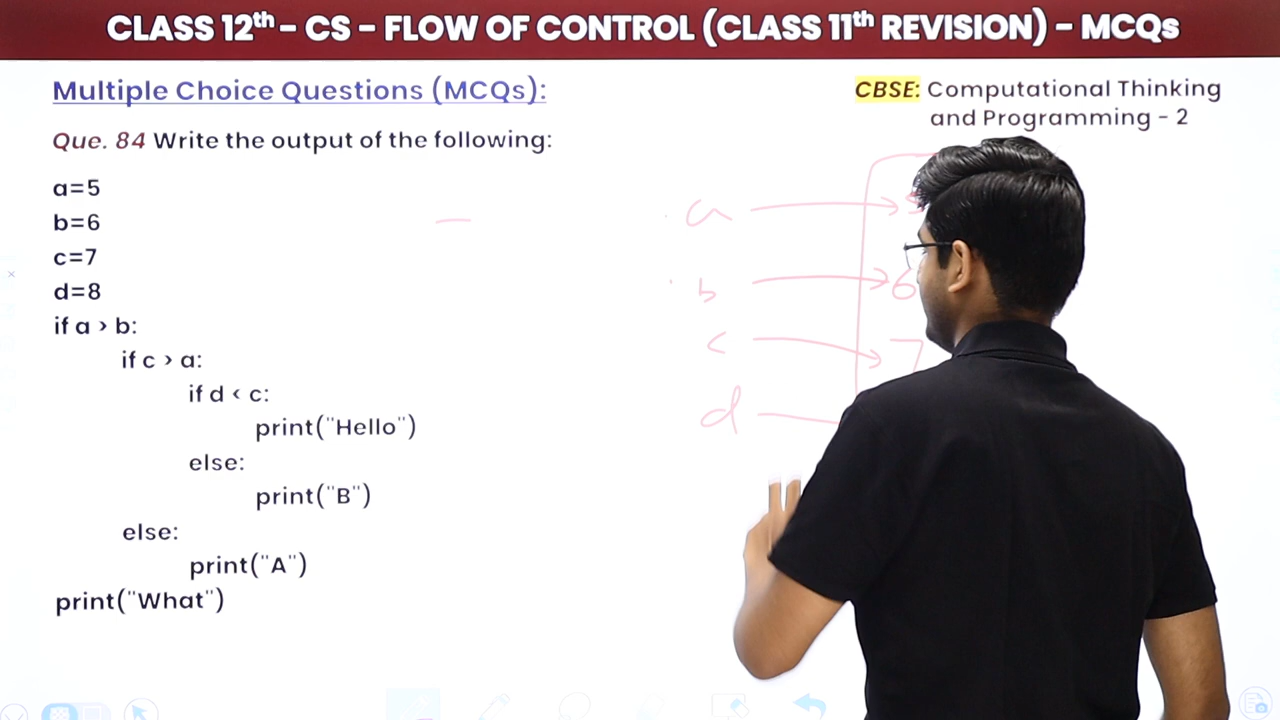 CLASS 12th - CS - FLOW OF CONTROL (CLASS 11th REVISION) - MCQs
Multiple Choice Questions (MCQs):
CBSE: Computational Thinking
and Programming - 2
Que. 84 Write the output of the following:
a=5
b=6
c=7
d=8
if a > b:
if c > a:
if d < c:
print("Hello")
else:
print("B")
else:
print("A")
print("What")
a
b 6
c 7
d